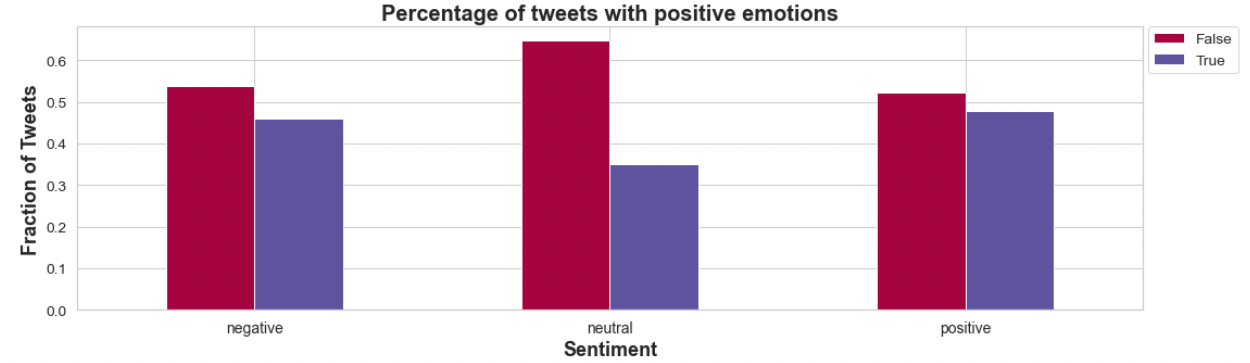 Percentage of tweets with positive emotions
False
True
Fraction of Tweets
0.6
0.5
0.4
0.3
0.2
0.1
0.0
negative neutral positive
Sentiment